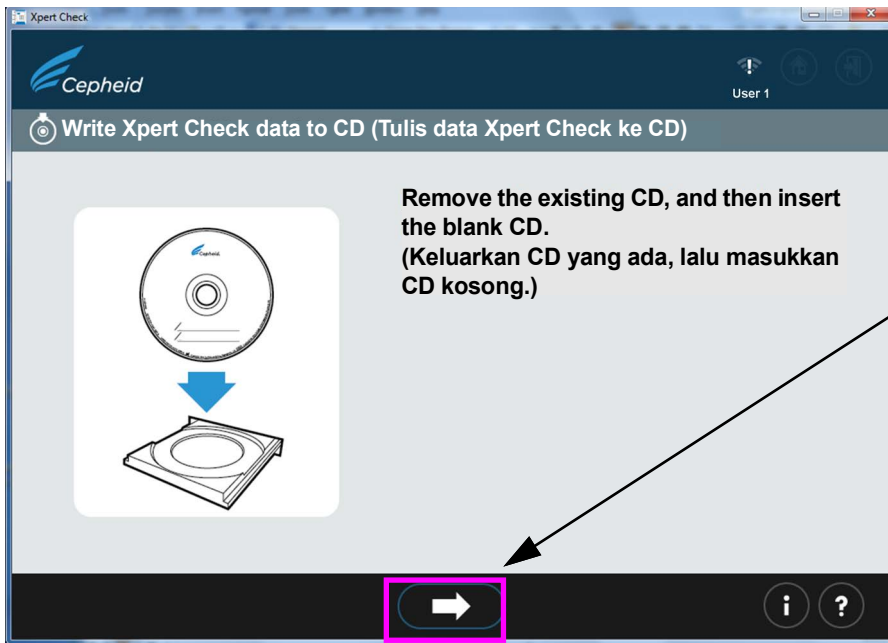 Xpert Check
Cepheid
User 1
Write Xpert Check data to CD (Tulis data Xpert Check ke CD)
Cepheid
Remove the existing CD, and then insert
the blank CD.
(Keluarkan CD yang ada, lalu masukkan
CD kosong.)
i ?